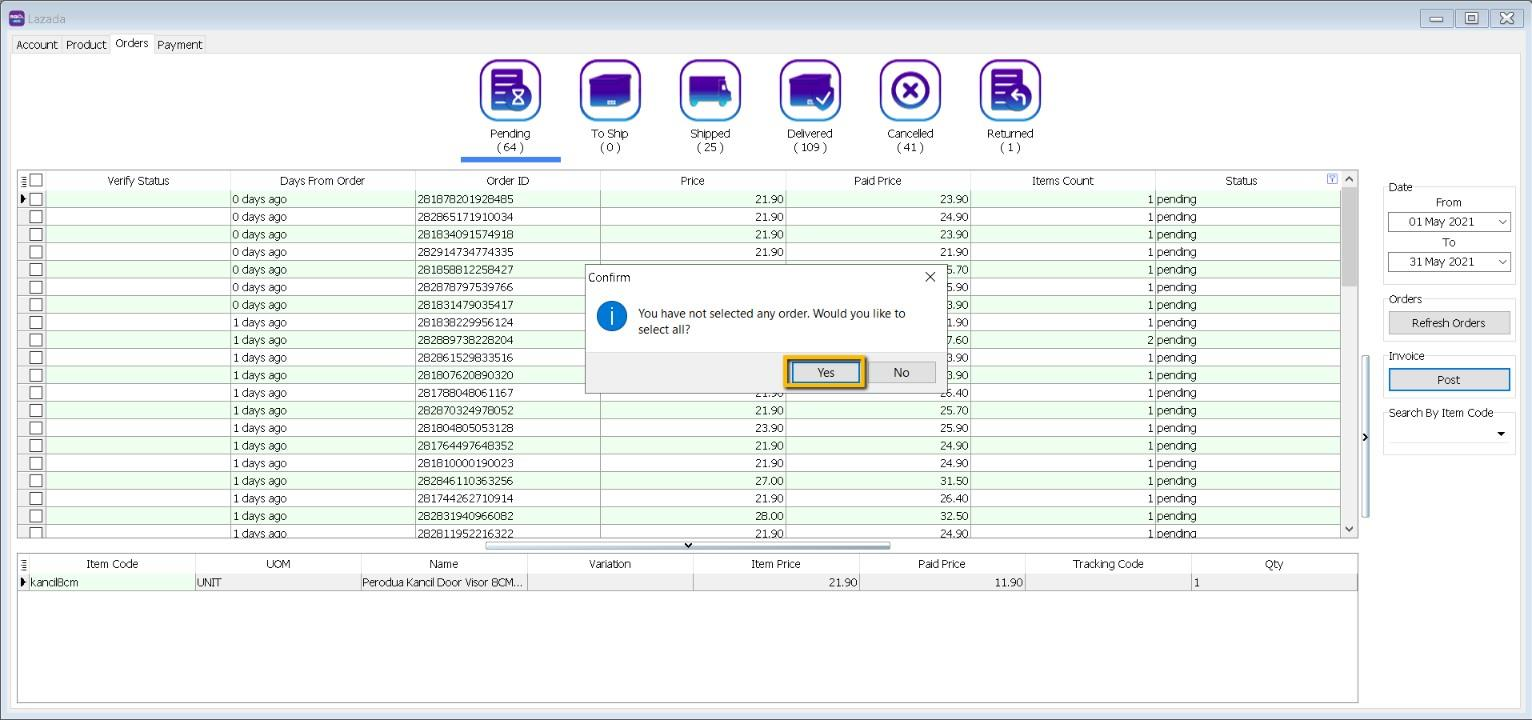 Lazada
Account Product Orders Payment
Pending To Ship Shipped Delivered Cancelled Returned
( 64 ) ( 0 ) ( 25 ) ( 109 ) ( 41 ) ( 1 )
Verify Status Days From Order Order ID Price Paid Price Items Count Status
0 days ago 281878201928485 21.90 23.90 1 pending
0 days ago 282865171910034 21.90 24.90 1 pending
0 days ago 281834091574918 21.90 23.90 1 pending
0 days ago 282914734774335 21.90 21.90 1 pending
0 days ago 281858812258427 5.70 1 pending
0 days ago 282878797539766 5.90 1 pending
0 days ago 281831479035417 3.90 1 pending
1 days ago 281838229956124 1.90 1 pending
1 days ago 282889738228204 7.60 2 pending
1 days ago 282861529833516 3.90 1 pending
1 days ago 281807620890320 3.90 1 pending
1 days ago 281788048061167 21.90 26.40 1 pending
1 days ago 282870324978052 21.90 25.70 1 pending
1 days ago 281804805053128 23.90 25.90 1 pending
1 days ago 281764497648352 21.90 24.90 1 pending
1 days ago 281810000190023 21.90 24.90 1 pending
1 days ago 282846110363256 27.00 31.50 1 pending
1 days ago 281744262710914 21.90 26.40 1 pending
1 days ago 282831940966082 28.00 32.50 1 pending
1 days ago 282811952216322 21.90 24.90 1 pending
Confirm
You have not selected any order. Would you like to
select all?
Yes No
Date
From
01 May 2021
To
31 May 2021
Orders
Refresh Orders
Invoice
Post
Search By Item Code
Item Code UOM Name Variation Item Price Paid Price Tracking Code Qty
kancil8cm UNIT Perodua Kancil Door Visor 8CM... 21.90 11.90 1